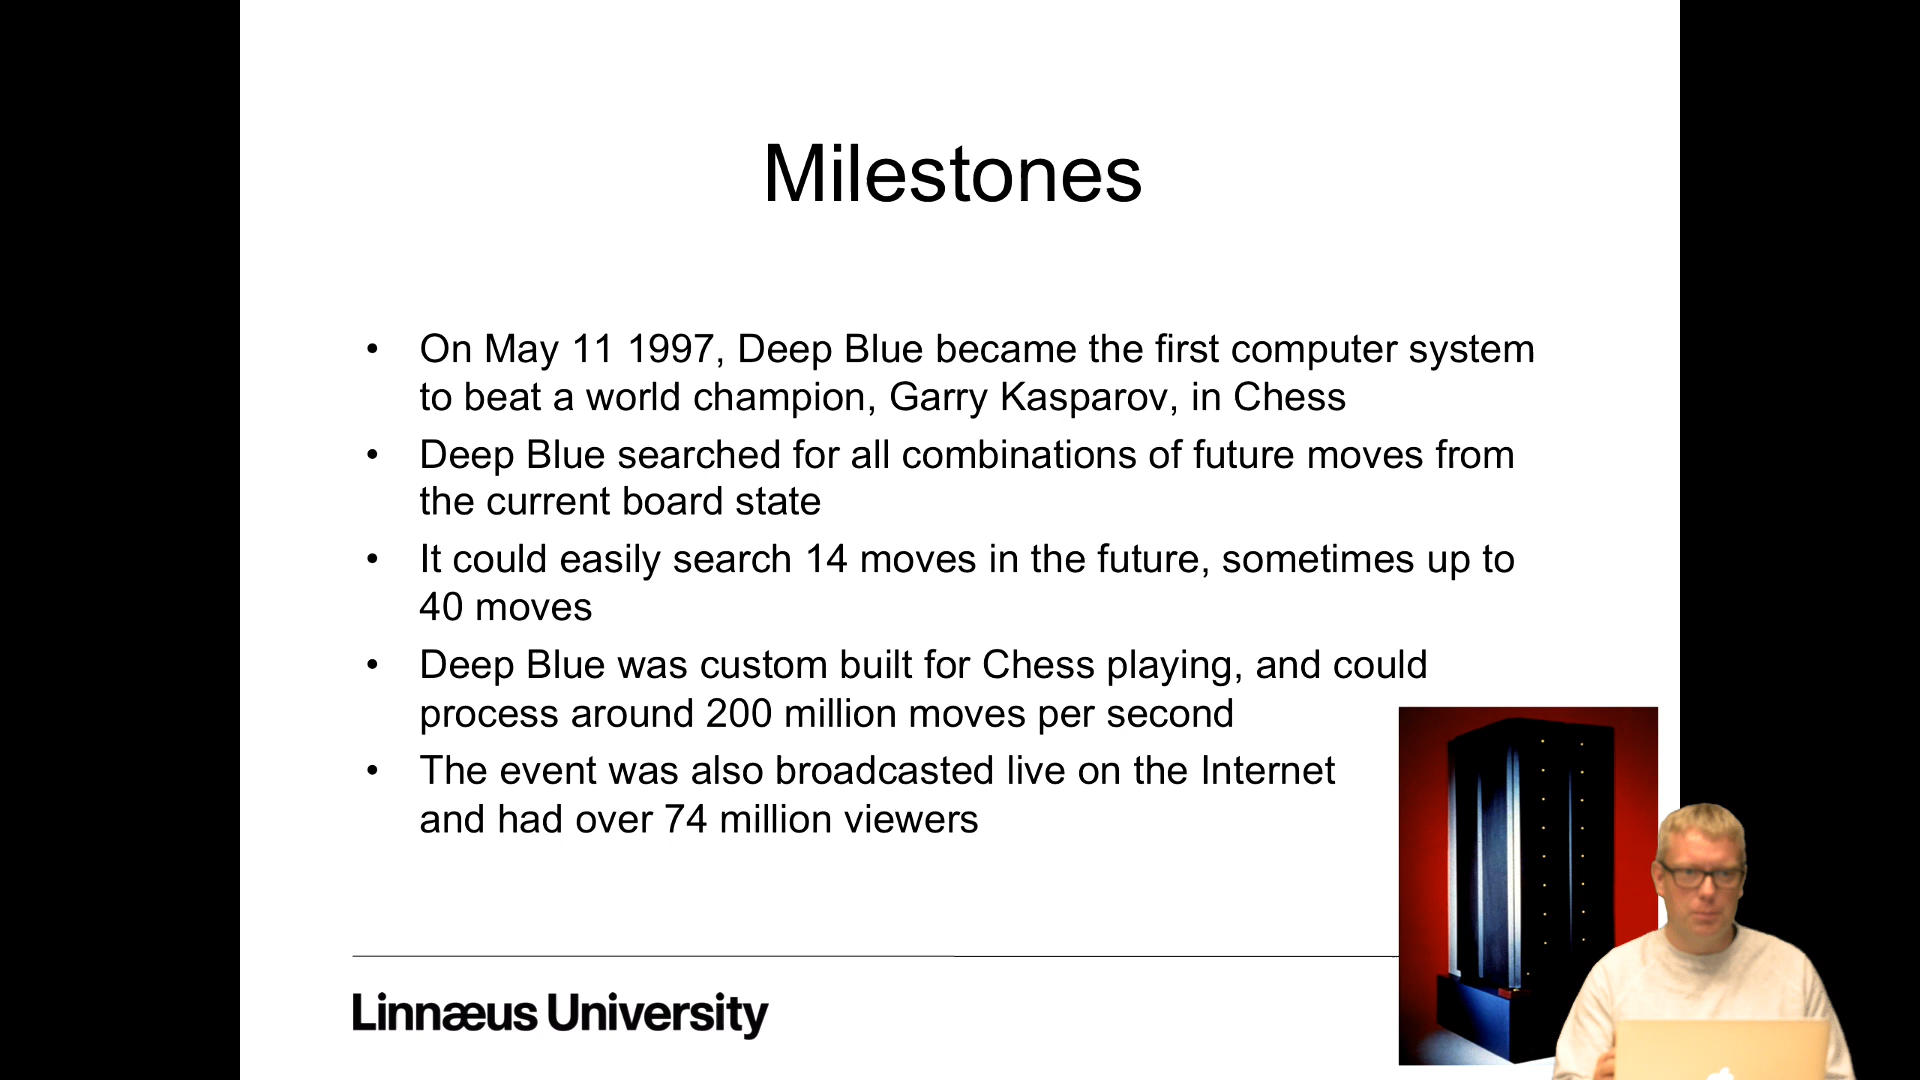 Milestones
• On May 11 1997, Deep Blue became the first computer system
to beat a world champion, Garry Kasparov, in Chess
• Deep Blue searched for all combinations of future moves from
the current board state
• It could easily search 14 moves in the future, sometimes up to
40 moves
• Deep Blue was custom built for Chess playing, and could
process around 200 million moves per second
• The event was also broadcasted live on the Internet
and had over 74 million viewers
Linnæus University